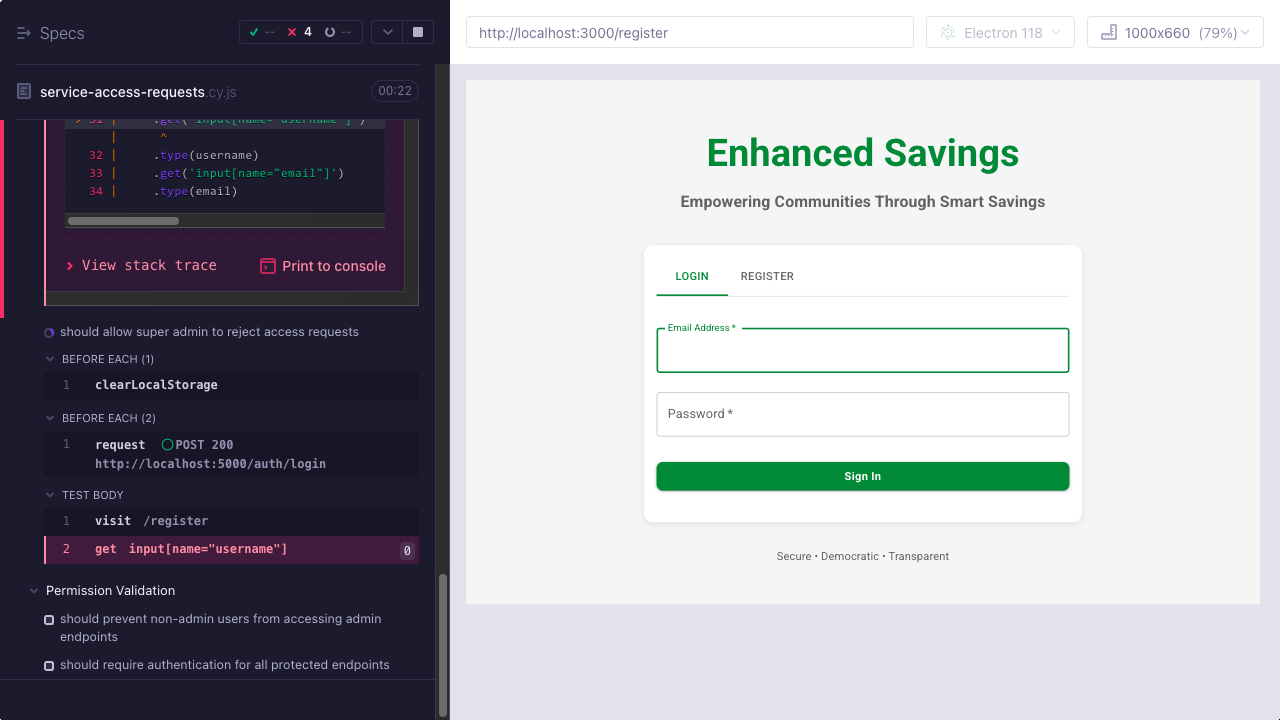 Specs
-- 4 --
service-access-requests.cy.js
00:22
> 31 | .get('input[name="username"]')
| ^
32 | .type(username)
33 | .get('input[name="email"]')
34 | .type(email)
View stack trace
Print to console
should allow super admin to reject access requests
BEFORE EACH (1)
1 clearLocalStorage
BEFORE EACH (2)
1 request POST 200
http://localhost:5000/auth/login
TEST BODY
1 visit /register
2 get input[name="username"] 0
Permission Validation
should prevent non-admin users from accessing admin
endpoints
should require authentication for all protected endpoints
http://localhost:3000/register
Electron 118
1000x660 (79%)
Enhanced Savings
Empowering Communities Through Smart Savings
LOGIN
REGISTER
Email Address *
Password *
Sign In
Secure • Democratic • Transparent